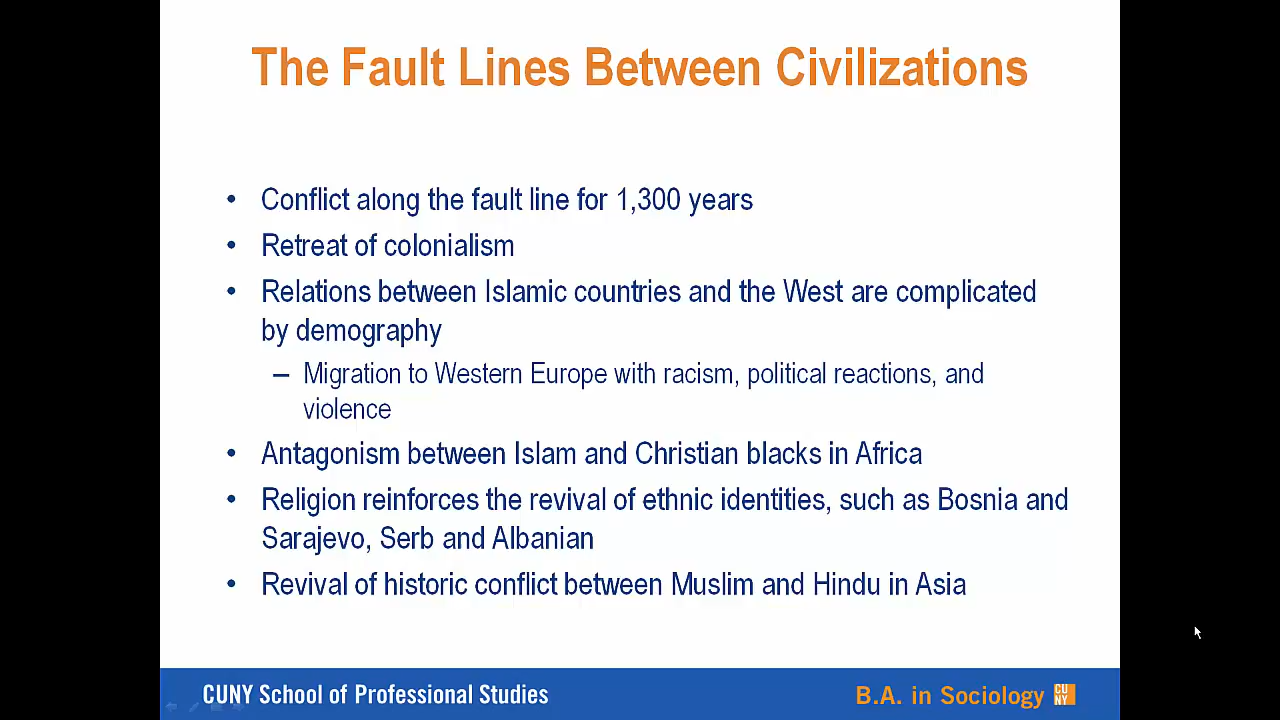 The Fault Lines Between Civilizations
• Conflict along the fault line for 1,300 years
• Retreat of colonialism
• Relations between Islamic countries and the West are complicated
by demography
– Migration to Western Europe with racism, political reactions, and
violence
• Antagonism between Islam and Christian blacks in Africa
• Religion reinforces the revival of ethnic identities, such as Bosnia and
Sarajevo, Serb and Albanian
• Revival of historic conflict between Muslim and Hindu in Asia
CUNY School of Professional Studies
B.A. in Sociology
CU
NY